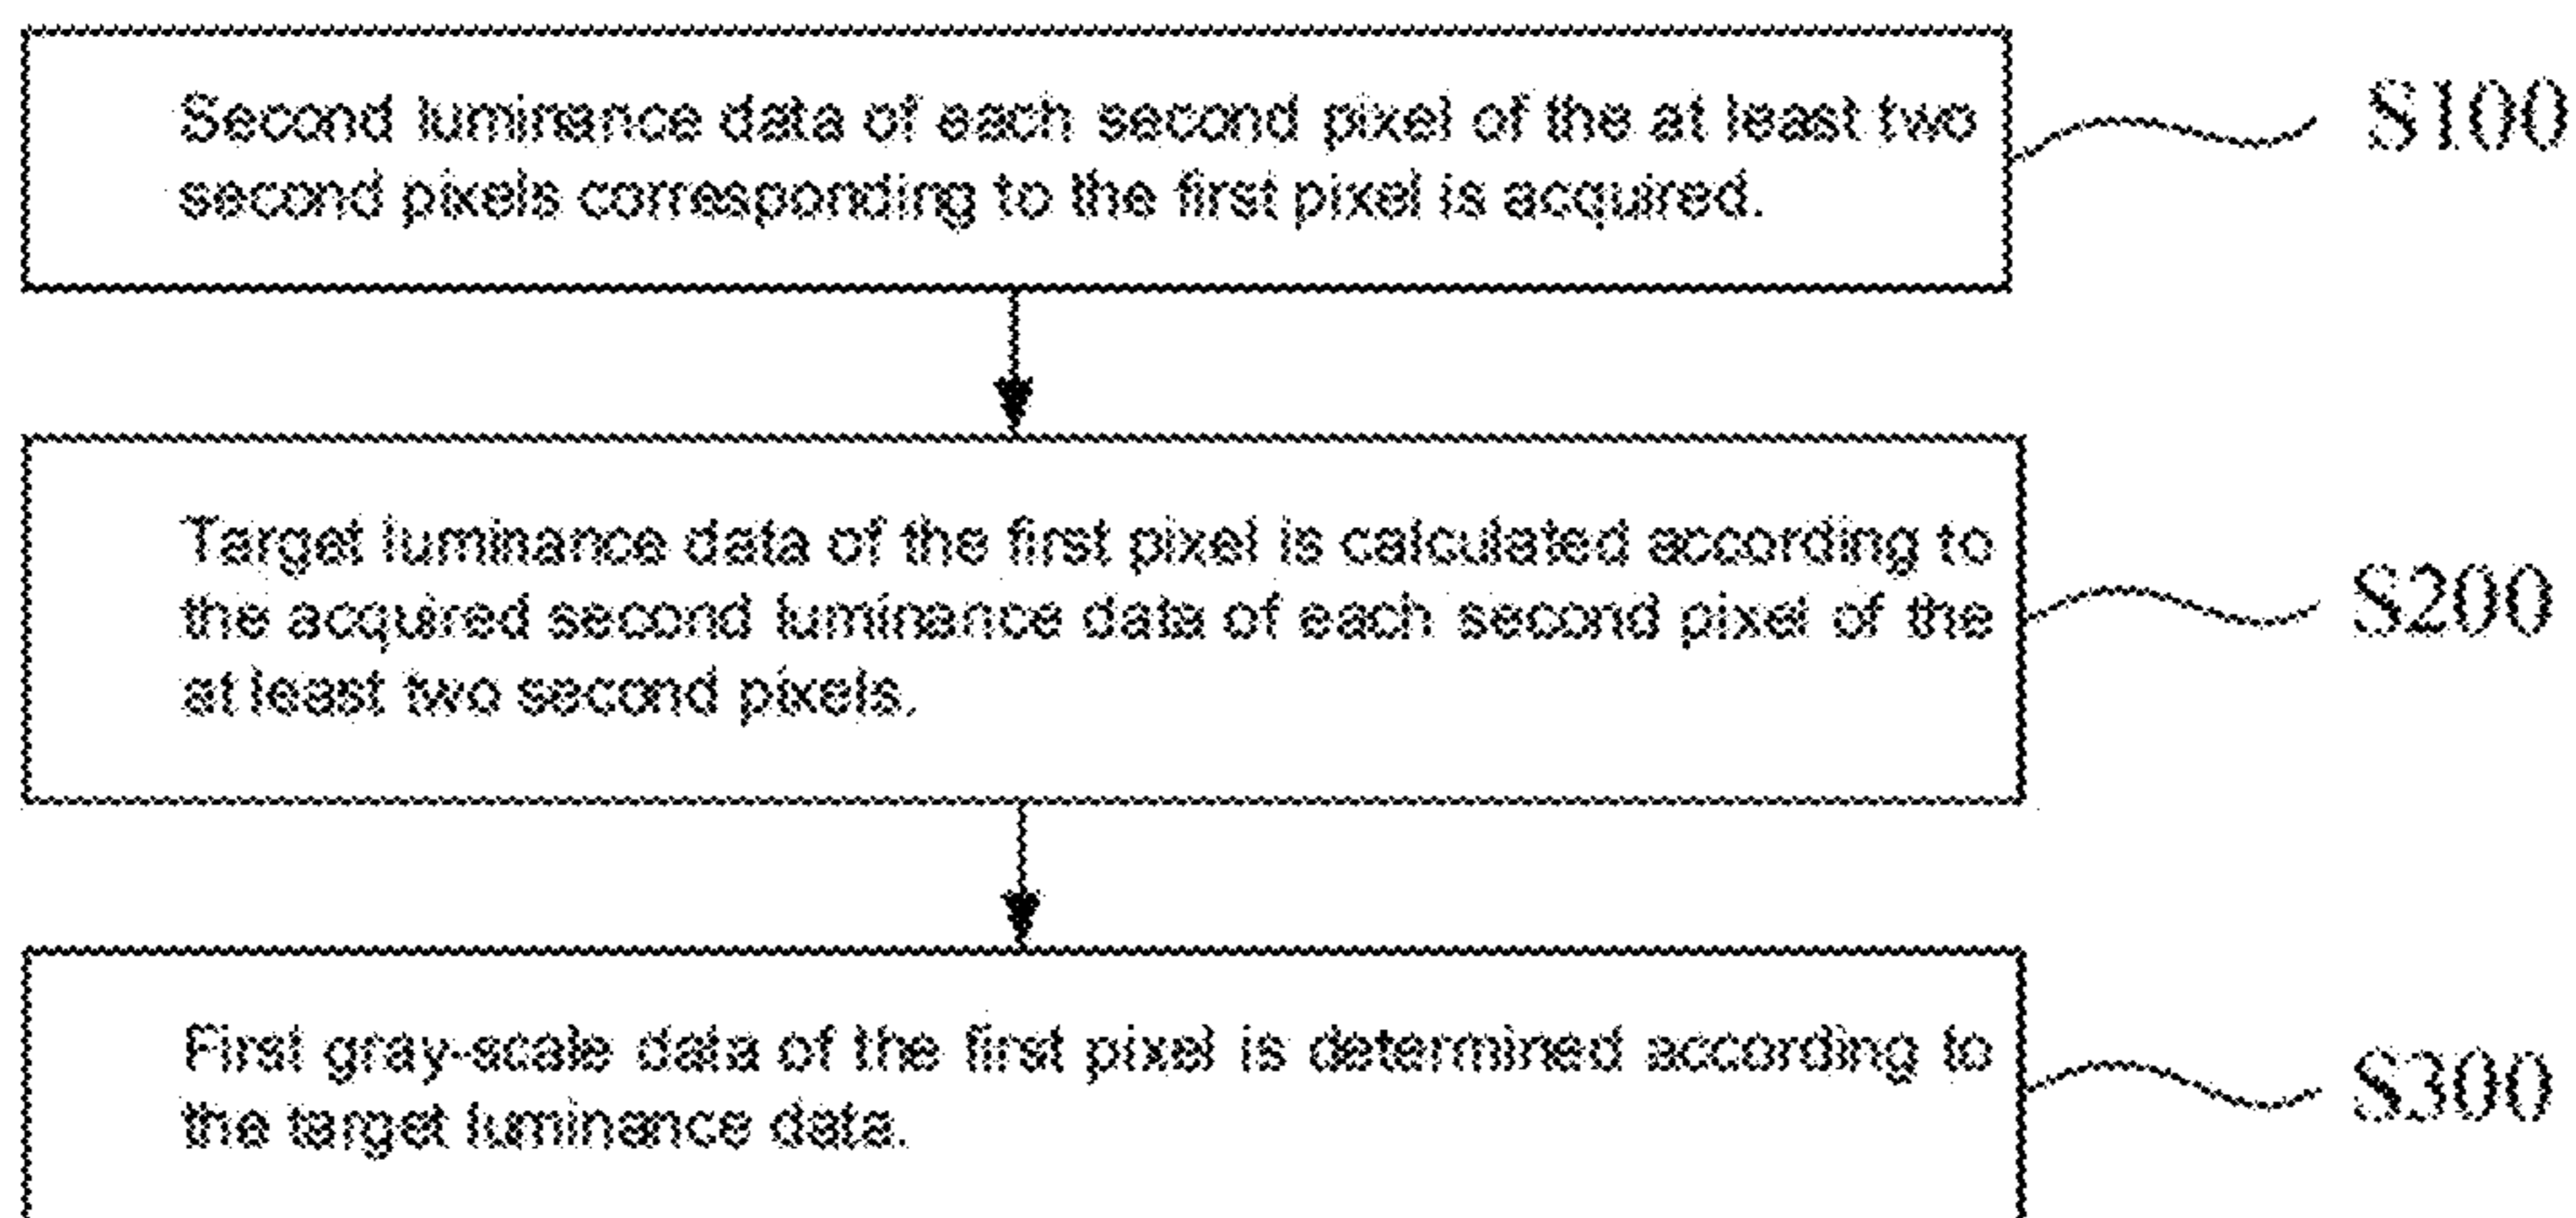 Second luminance data of each second pixel of the at least two
second pixels corresponding to the first pixel is acquired.
S100
Target luminance data of the first pixel is calculated according to
the acquired second luminance data of each second pixel of the
at least two second pixels.
S200
First gray-scale data of the first pixel is determined according to
the target luminance data.
S300